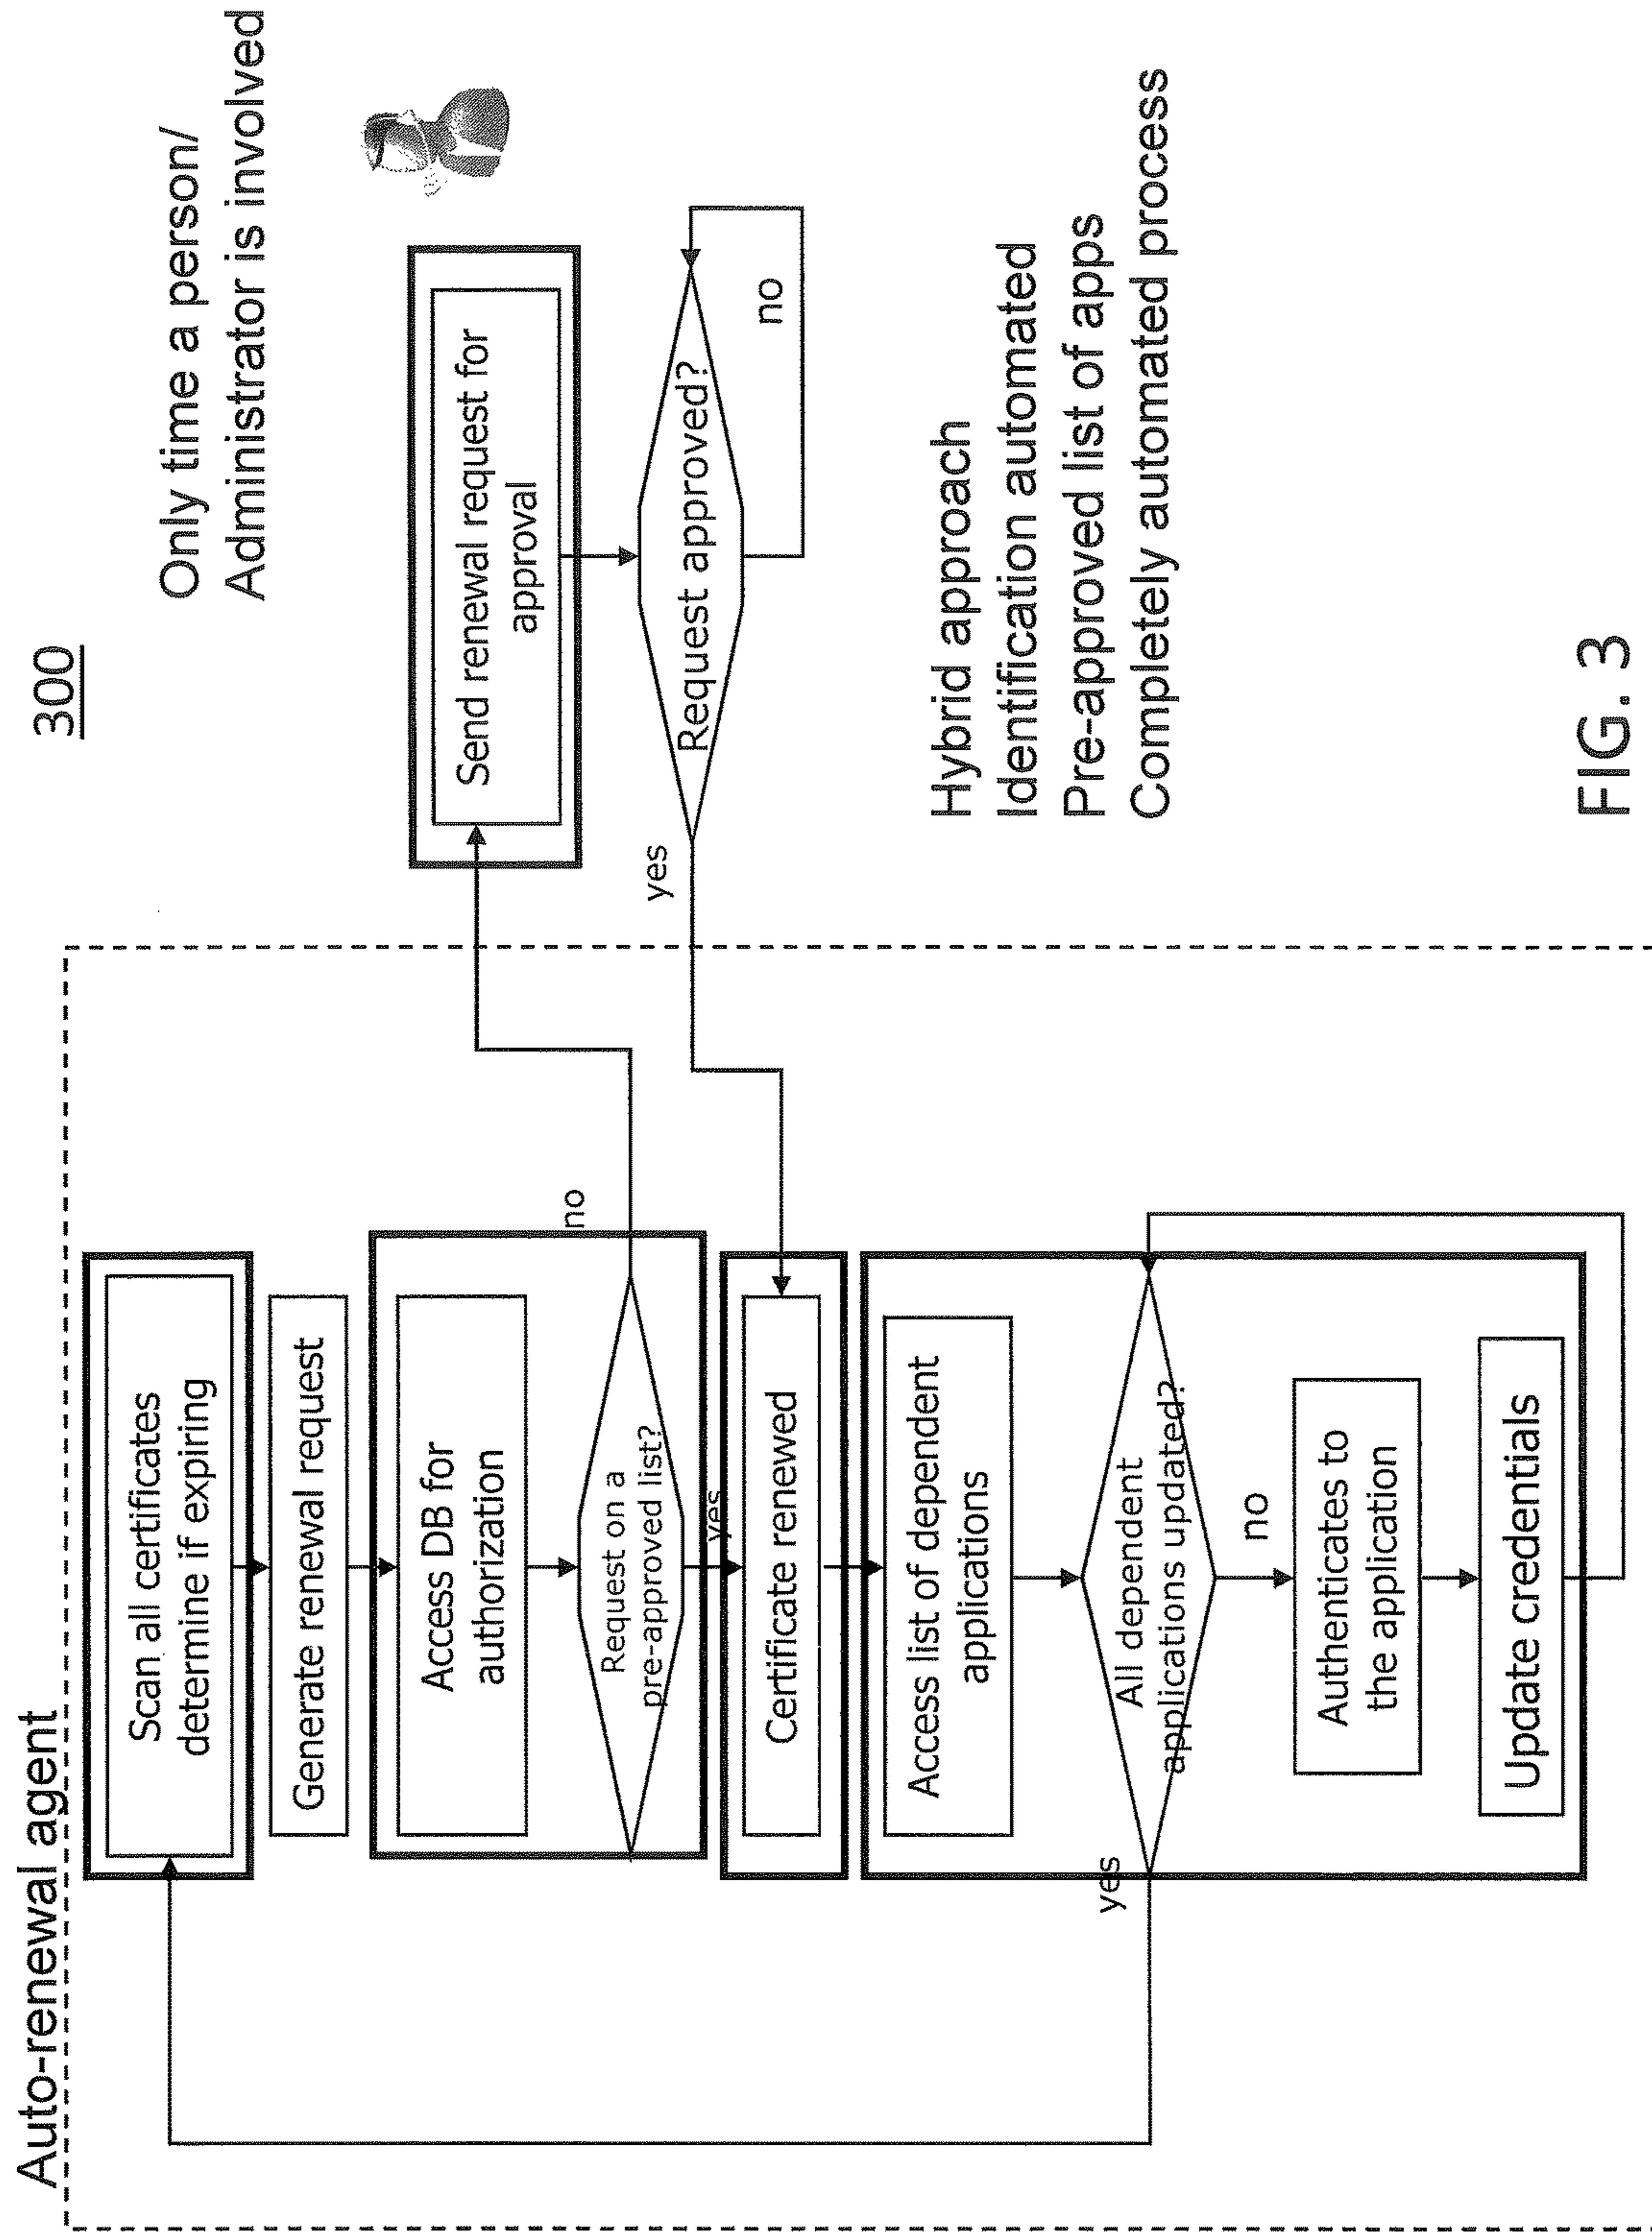 300
Auto-renewal agent
Scan all certificates
determine if expiring
Generate renewal request
Access DB for
authorization
Request on a
pre-approved list?
no
yes
Certificate renewed
Access list of dependent
applications
All dependent
applications updated?
yes
no
Authenticates to
the application
Update credentials
Only time a person/
Administrator is involved
Send renewal request for
approval
Request approved?
yes
no
Hybrid approach
Identification automated
Pre-approved list of apps
Completely automated process
FIG. 3